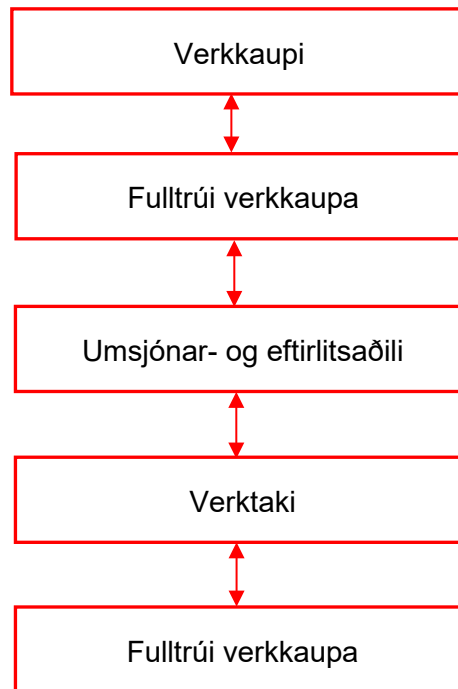 Verkkaupi
Fulltrúi verkkaupa
Umsjónar- og eftirlitsaðili
Verktaki
Fulltrúi verkkaupa